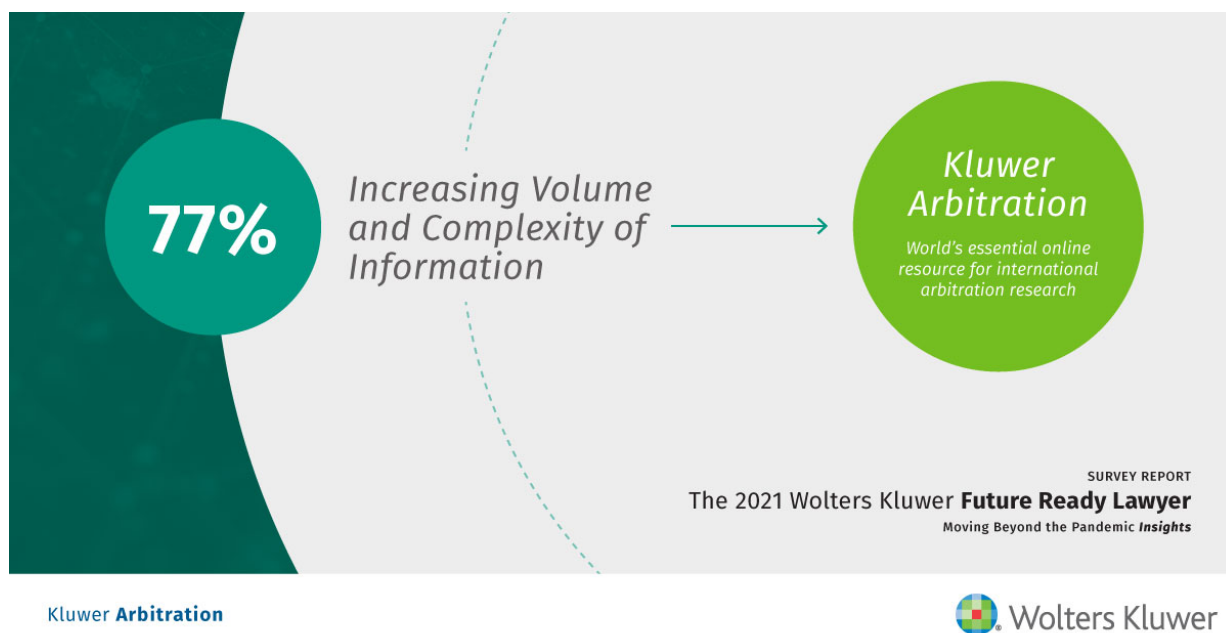 77%
Increasing Volume
and Complexity of
Information
Kluwer
Arbitration
World's essential online
resource for international
arbitration research
SURVEY REPORT
The 2021 Wolters Kluwer Future Ready Lawyer
Moving Beyond the Pandemic Insights
Kluwer Arbitration
Wolters Kluwer